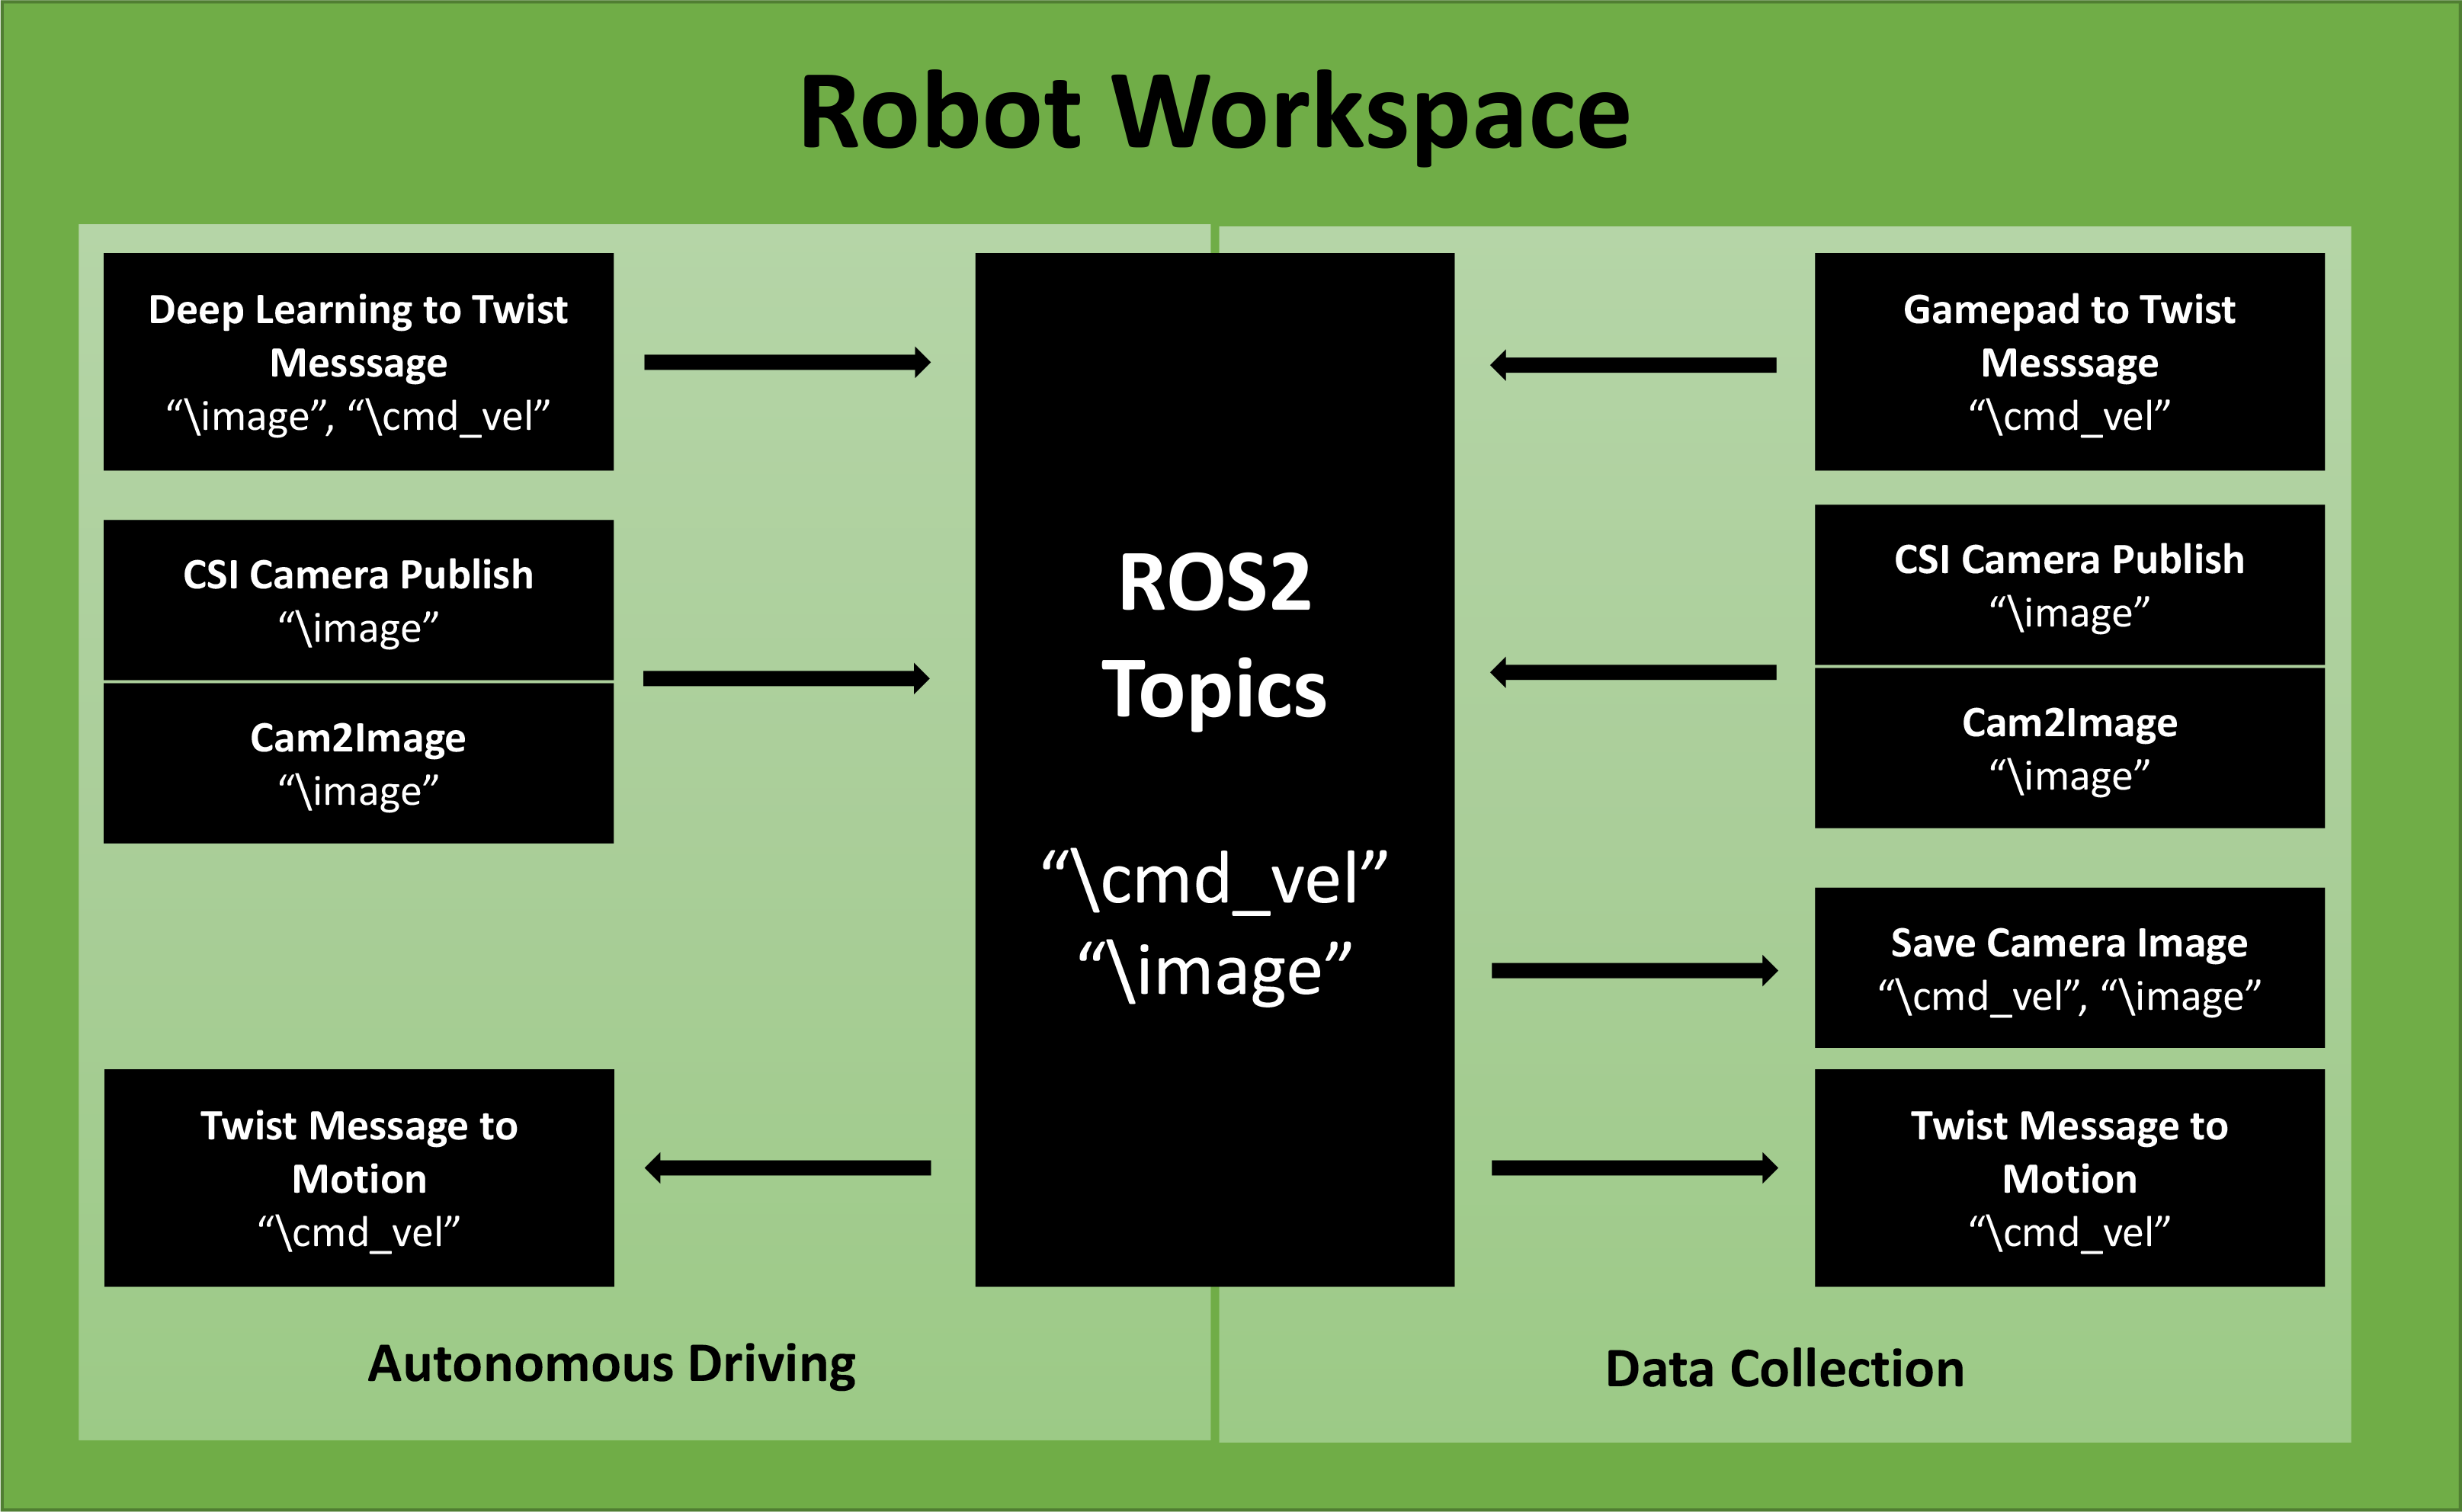 Robot Workspace
Deep Learning to Twist
Messsage
“\image”, “\cmd_vel”
CSI Camera Publish
“\image”
Cam2Image
“\image”
Twist Message to
Motion
“\cmd_vel”
Autonomous Driving
ROS2
Topics
“\cmd_vel”
“\image”
Gamepad to Twist
Messsage
“\cmd_vel”
CSI Camera Publish
“\image”
Cam2Image
“\image”
Save Camera Image
“\cmd_vel”, “\image”
Twist Message to
Motion
“\cmd_vel”
Data Collection